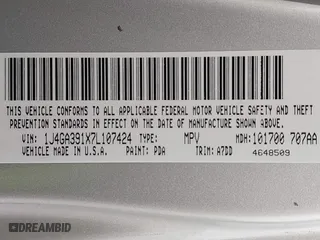 THIS VEHICLE CONFORMS TO ALL APPLICABLE FEDERAL MOTOR VEHICLE SAFETY AND THEFT
PREVENTION STANDARDS IN EFFECT ON THE DATE OF MANUFACTURE SHOWN ABOVE.
VIN: 1J4GA391X7L107424 TYPE: MPV MDH: 101700 707AA
VEHICLE MADE IN U.S.A. PAINT: PDA TRIM: A7DD 4648509
DREAMBID